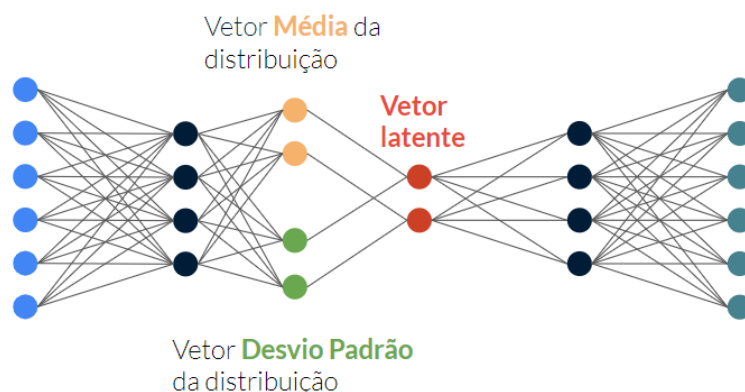 Vetor Média da
distribuição
Vetor
latente
Vetor Desvio Padrão
da distribuição